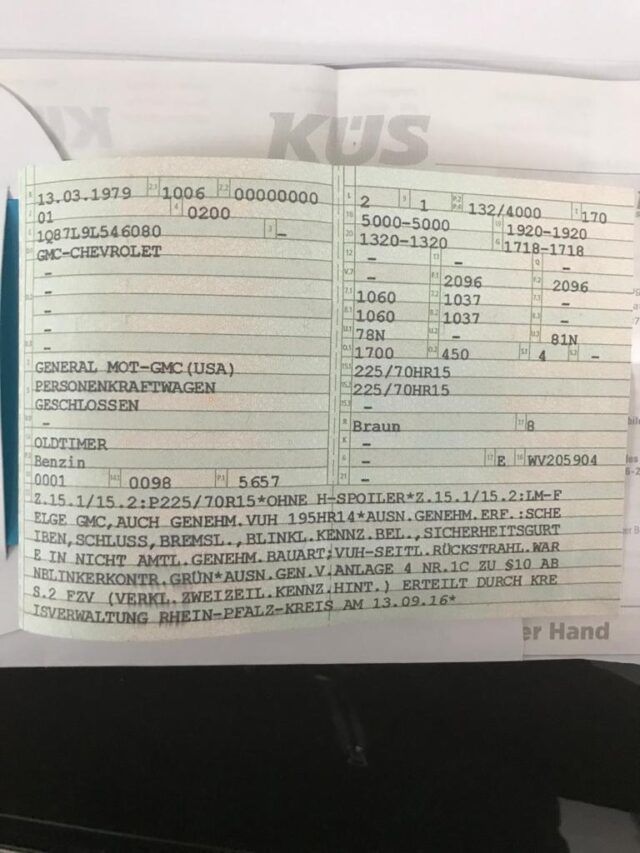 KÜS
13.03.1979 1006 00000000
01 0200
1Q87L9L546080 -
GMC-CHEVROLET
-
-
-
-
-
GENERAL MOT-GMC(USA)
PERSONENKRAFTWAGEN
GESCHLOSSEN
-
OLDTIMER
Benzin
0001 0098 5657
2 1 132/4000 170
5000-5000 1920-1920
1320-1320 1718-1718
- - -
- 2096 2096
1060 1037 -
1060 1037 -
78N - 81N
1700 450 4 -
225/70HR15
225/70HR15
-
Braun 8
-
- E WV205904
-
Z.15.1/15.2:P225/70R15*OHNE H-SPOILER*Z.15.1/15.2:LM-F
ELGE GMC,AUCH GENEHM.VUH 195HR14*AUSN.GENEHM.ERF.:SCHE
IBEN,SCHLUSS,BREMSL.,BLINKL.KENNZ.BEL.,SICHERHEITSGURT
E IN NICHT AMTL.GENEHM.BAUART;VUH-SEITL.RÜCKSTRAHL.WAR
NBLINKERKONTR.GRÜN*AUSN.GEN.V.ANLAGE 4 NR.1C ZU §10 AB
S.2 FZV (VERKL.ZWEIZEIL.KENNZ.HINT.) ERTEILT DURCH KRE
ISVERWALTUNG RHEIN-PFALZ-KREIS AM 13.09.16*
er Hand